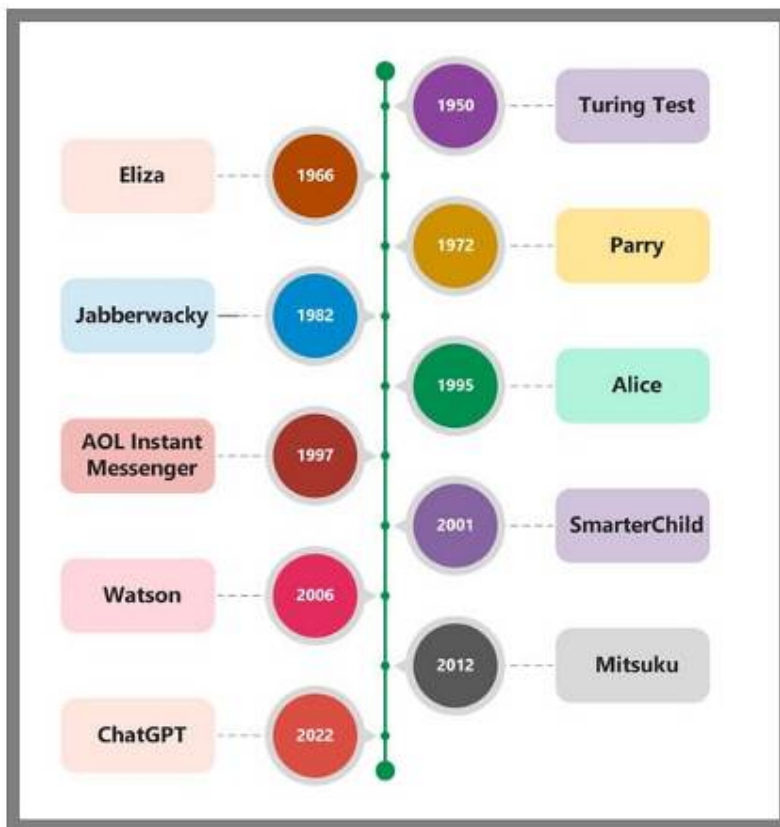 1950
Turing Test
Eliza
1966
1972
Parry
Jabberwacky
1982
1995
Alice
AOL Instant
Messenger
1997
2001
SmarterChild
Watson
2006
2012
Mitsuku
ChatGPT
2022